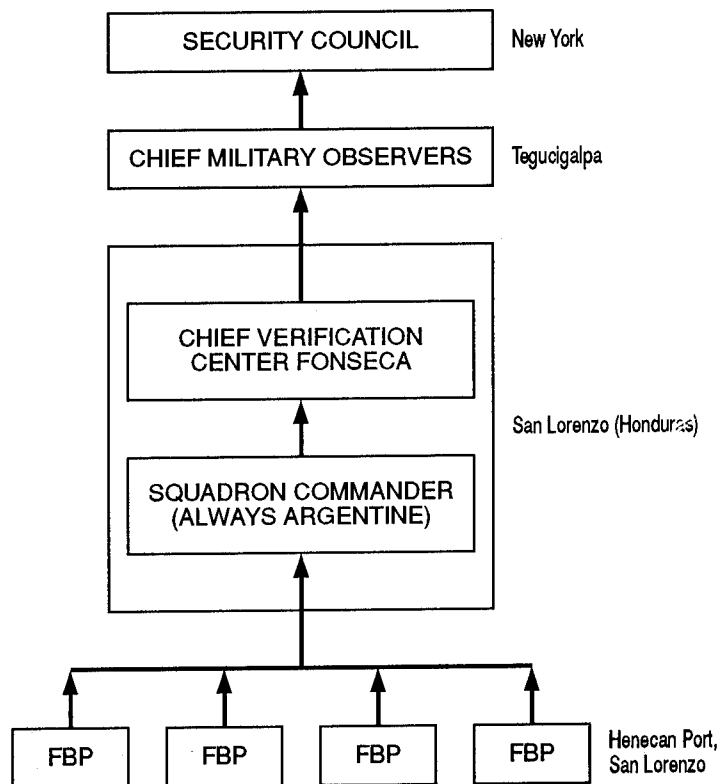 SECURITY COUNCIL
New York
CHIEF MILITARY OBSERVERS
Tegucigalpa
CHIEF VERIFICATION
CENTER FONSECA
San Lorenzo (Honduras)
SQUADRON COMMANDER
(ALWAYS ARGENTINE)
FBP
FBP
FBP
FBP
Henecan Port,
San Lorenzo